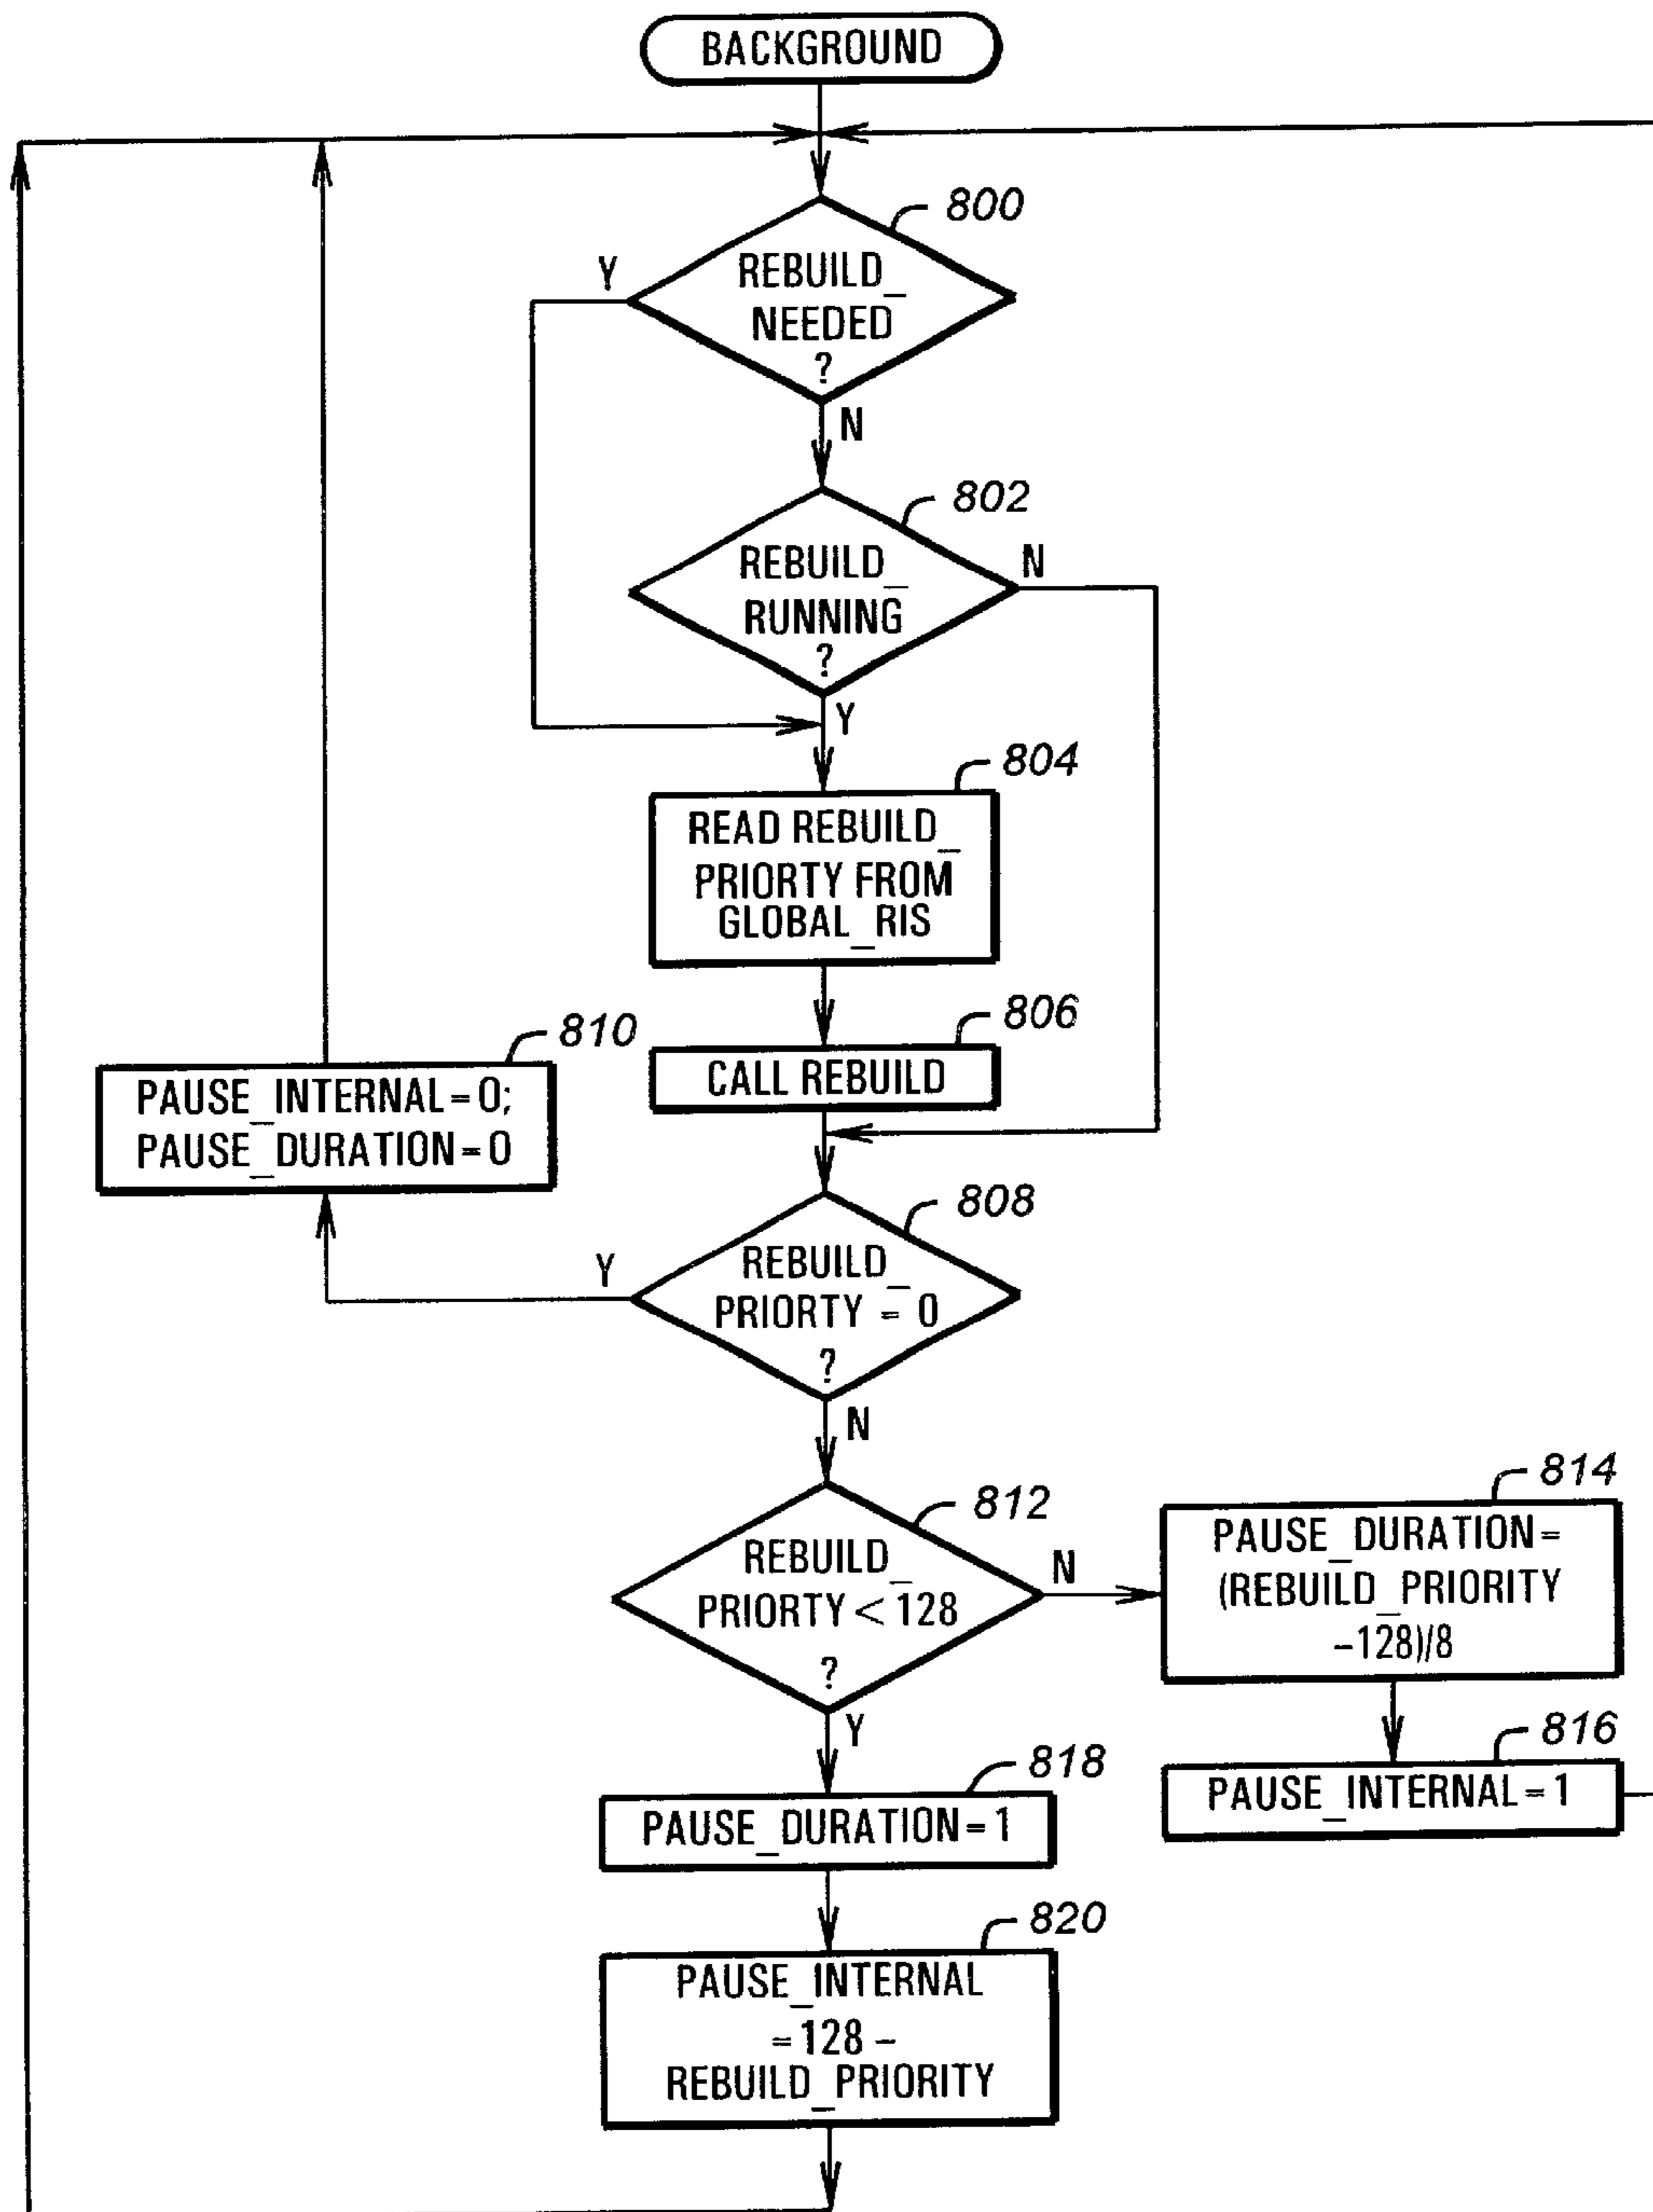 BACKGROUND
800
Y
REBUILD_
NEEDED
?
N
802
REBUILD_
RUNNING
?
N
Y
804
READ REBUILD_
PRIORTY FROM
GLOBAL_RIS
806
CALL REBUILD
810
PAUSE_INTERNAL=0;
PAUSE_DURATION=0
808
Y
REBUILD_
PRIORTY = 0
?
N
812
REBUILD_
PRIORTY < 128
?
N
Y
814
PAUSE_DURATION=
(REBUILD_PRIORITY
-128)/8
816
PAUSE_INTERNAL=1
818
PAUSE_DURATION=1
820
PAUSE_INTERNAL
=128 -
REBUILD_PRIORITY